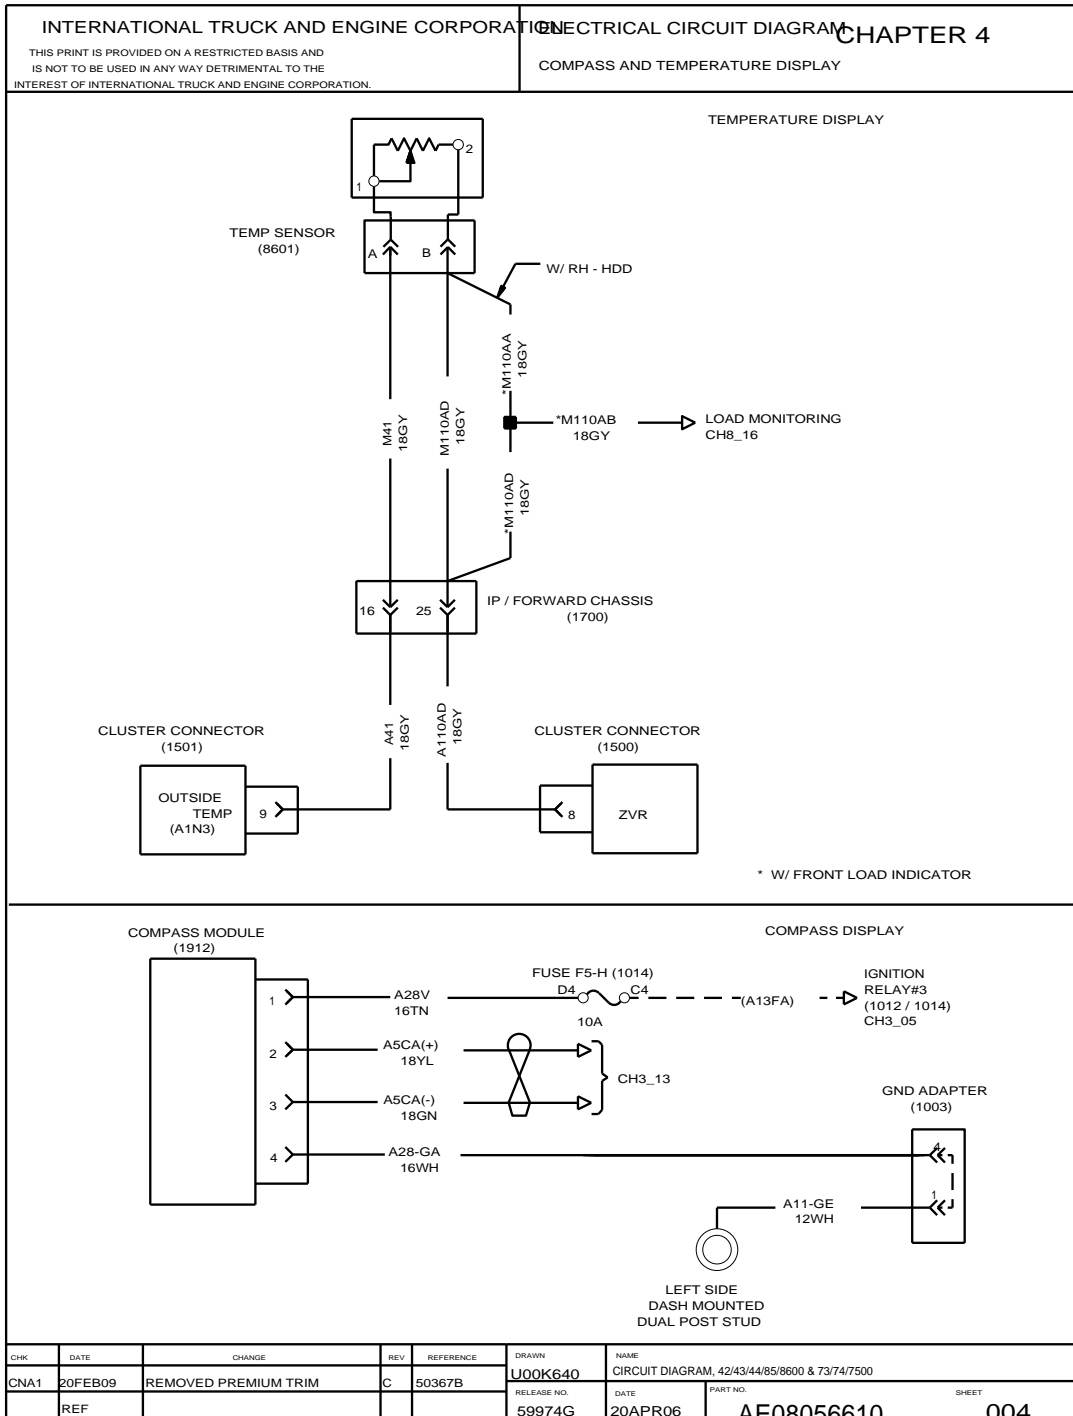 INTERNATIONAL TRUCK AND ENGINE CORPORATION
THIS PRINT IS PROVIDED ON A RESTRICTED BASIS AND
IS NOT TO BE USED IN ANY WAY DETRIMENTAL TO THE
INTEREST OF INTERNATIONAL TRUCK AND ENGINE CORPORATION.
ELECTRICAL CIRCUIT DIAGRAM
CHAPTER 4
COMPASS AND TEMPERATURE DISPLAY
TEMPERATURE DISPLAY
2
1
TEMP SENSOR
(8601)
A
B
W/ RH - HDD
*M110AA
18GY
M41
18GY
M110AD
18GY
*M110AB
18GY
LOAD MONITORING
CH8_16
*M110AD
18GY
16
25
IP / FORWARD CHASSIS
(1700)
A41
18GY
A110AD
18GY
CLUSTER CONNECTOR
(1501)
OUTSIDE
TEMP
(A1N3)
9
CLUSTER CONNECTOR
(1500)
8
ZVR
* W/ FRONT LOAD INDICATOR
COMPASS DISPLAY
COMPASS MODULE
(1912)
1
A28V
16TN
FUSE F5-H (1014)
D4
C4
10A
(A13FA)
IGNITION
RELAY#3
(1012 / 1014)
CH3_05
2
A5CA(+)
18YL
CH3_13
3
A5CA(-)
18GN
4
A28-GA
16WH
GND ADAPTER
(1003)
4
1
A11-GE
12WH
LEFT SIDE
DASH MOUNTED
DUAL POST STUD
CHK DATE CHANGE REV REFERENCE
CNA1 20FEB09 REMOVED PREMIUM TRIM C 50367B
REF
DRAWN
U00K640
NAME
CIRCUIT DIAGRAM, 42/43/44/85/8600 & 73/74/7500
RELEASE NO.
59974G
DATE
20APR06
PART NO.
AE08056610
SHEET
004